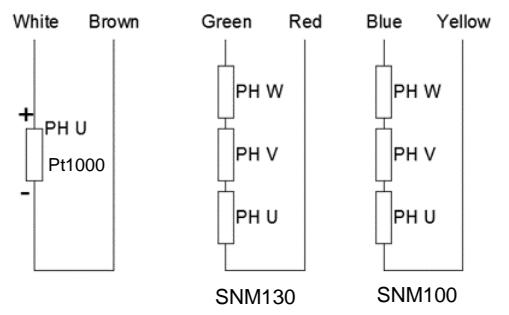 White Brown Green Red Blue Yellow
+
PH U
Pt1000
-
PH W PH W
PH V PH V
PH U PH U
SNM130 SNM100